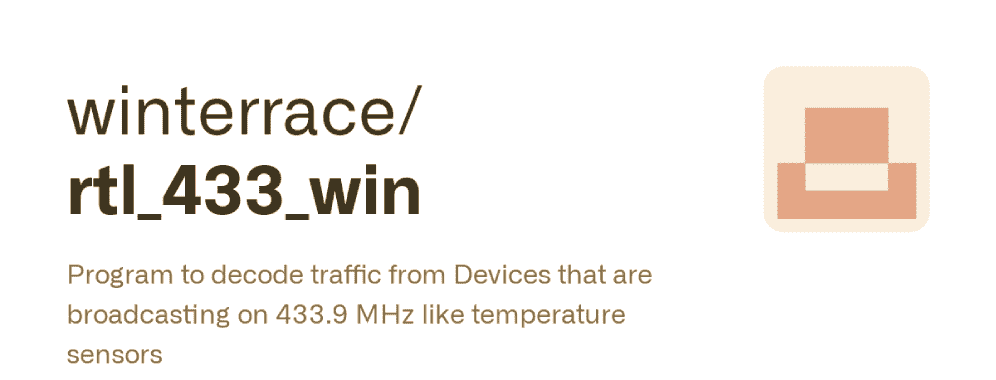 winterrace/
rtl_433_win
Program to decode traffic from Devices that are
broadcasting on 433.9 MHz like temperature
sensors